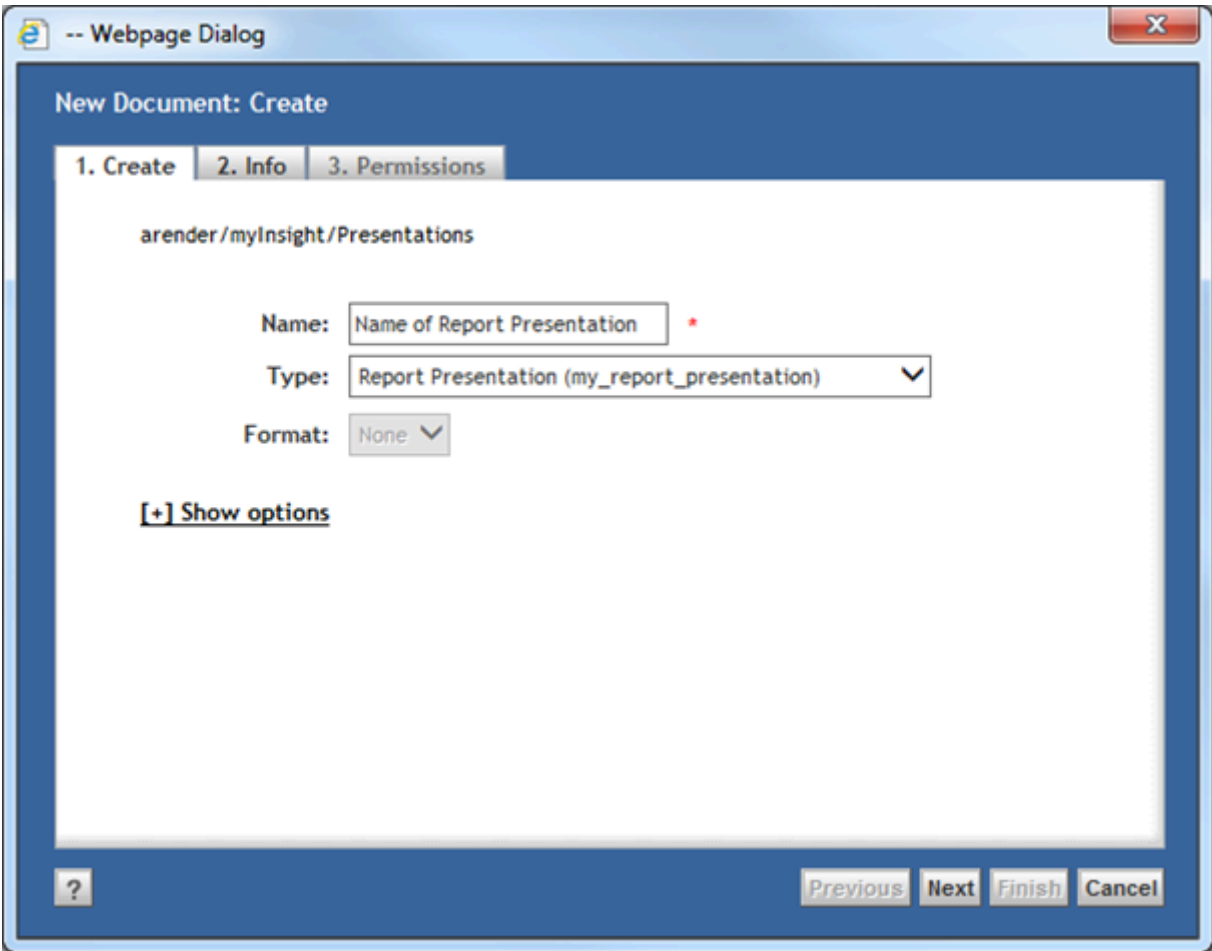 -- Webpage Dialog
New Document: Create
1. Create 2. Info 3. Permissions
arender/myInsight/Presentations
Name: Name of Report Presentation *
Type: Report Presentation (my_report_presentation)
Format: None
[+] Show options
? Previous Next Finish Cancel